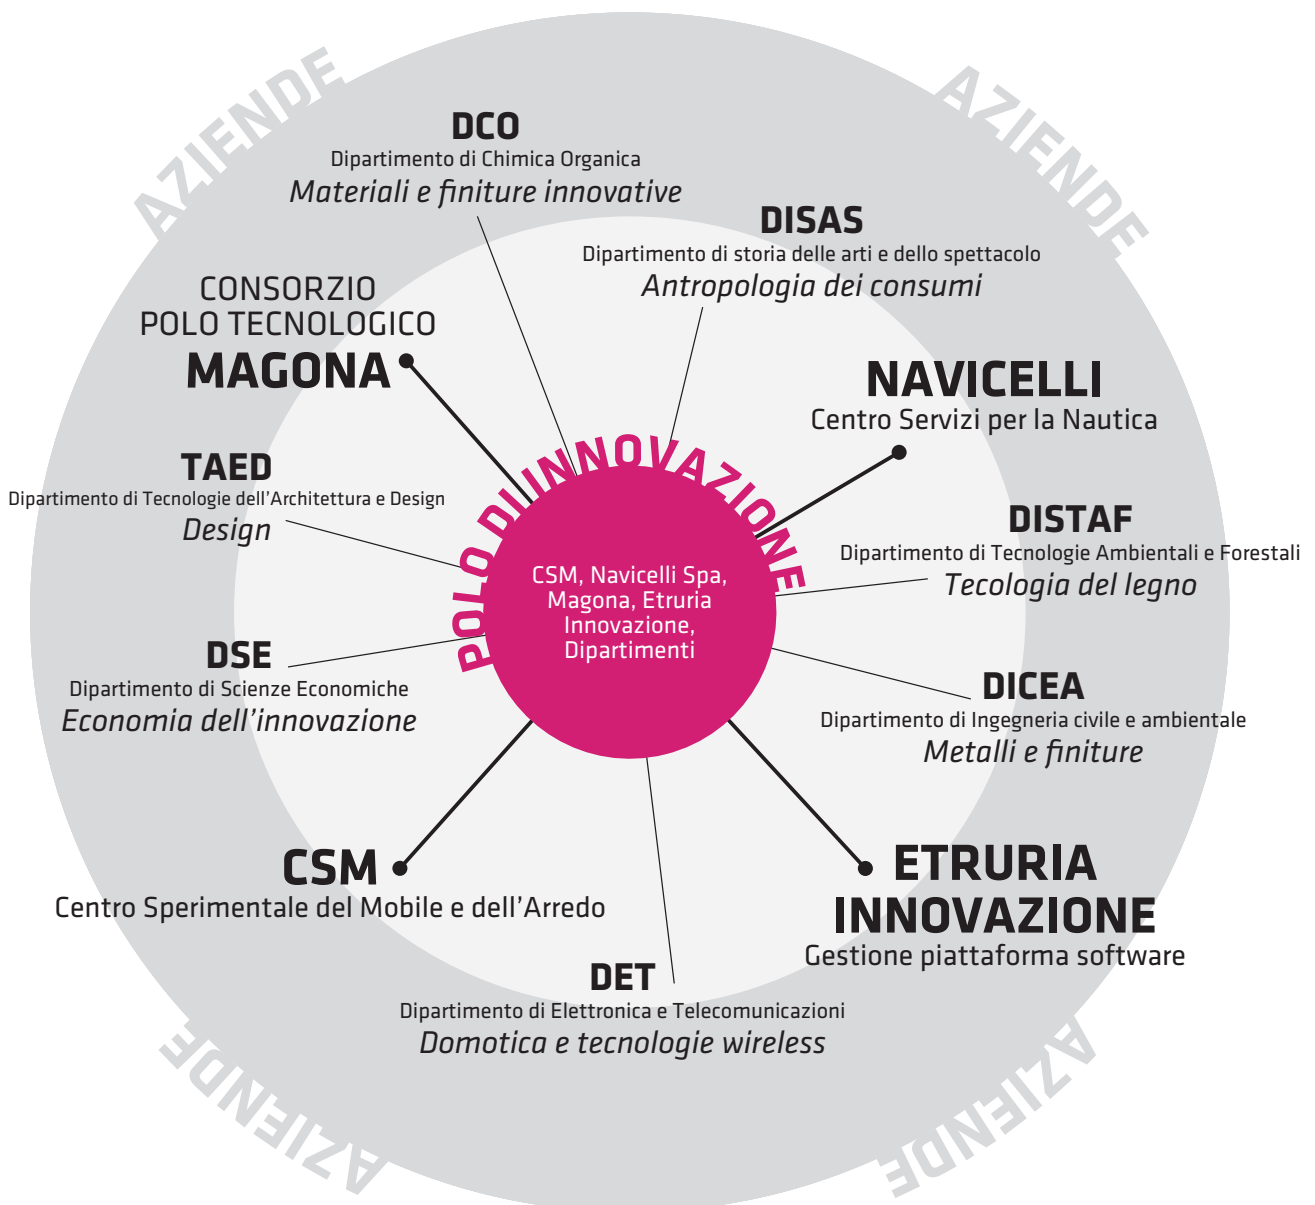 AZIENDE
AZIENDE
DCO
Dipartimento di Chimica Organica
Materiali e finiture innovative
DISAS
Dipartimento di storia delle arti e dello spettacolo
Antropologia dei consumi
CONSORZIO
POLO TECNOLOGICO
MAGONA
NAVICELLI
Centro Servizi per la Nautica
TAED
Dipartimento di Tecnologie dell'Architettura e Design
Design
POLO DI INNOVAZIONE
CSM, Navicelli Spa,
Magona, Etruria
Innovazione,
Dipartimenti
DISTAF
Dipartimento di Tecnologie Ambientali e Forestali
Tecologia del legno
DSE
Dipartimento di Scienze Economiche
Economia dell'innovazione
DICEA
Dipartimento di Ingegneria civile e ambientale
Metalli e finiture
CSM
Centro Sperimentale del Mobile e dell'Arredo
ETRURIA
INNOVAZIONE
Gestione piattaforma software
DET
Dipartimento di Elettronica e Telecomunicazioni
Domotica e tecnologie wireless
AZIENDE
AZIENDE